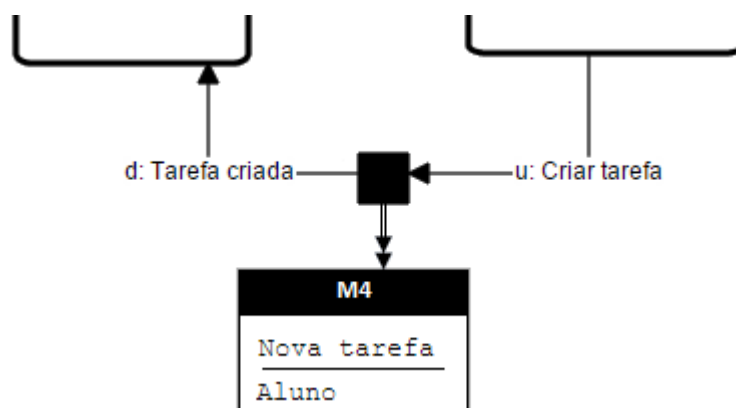 d: Tarefa criada
u: Criar tarefa
M4
Nova tarefa
Aluno